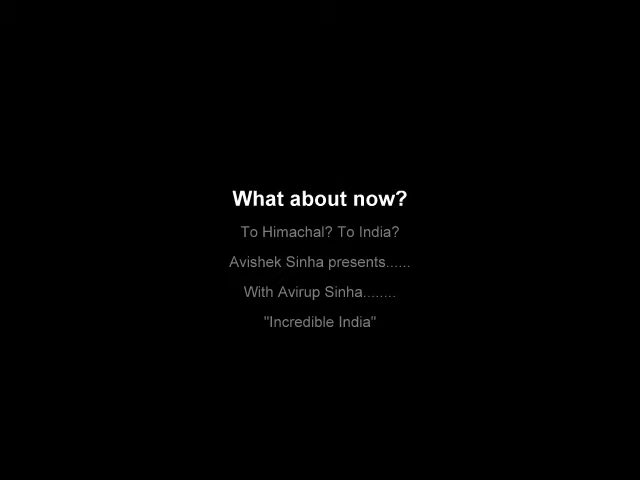 What about now?
To Himachal? To India?
Avishek Sinha presents......
With Avirup Sinha........
"Incredible India"